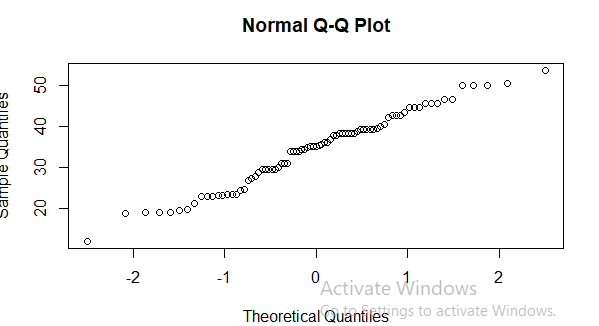 Normal Q-Q Plot
Sample Quantiles
50
40
30
20
-2
-1
0
1
2
Theoretical Quantiles
Activate Windows
Go to Settings to activate Windows.